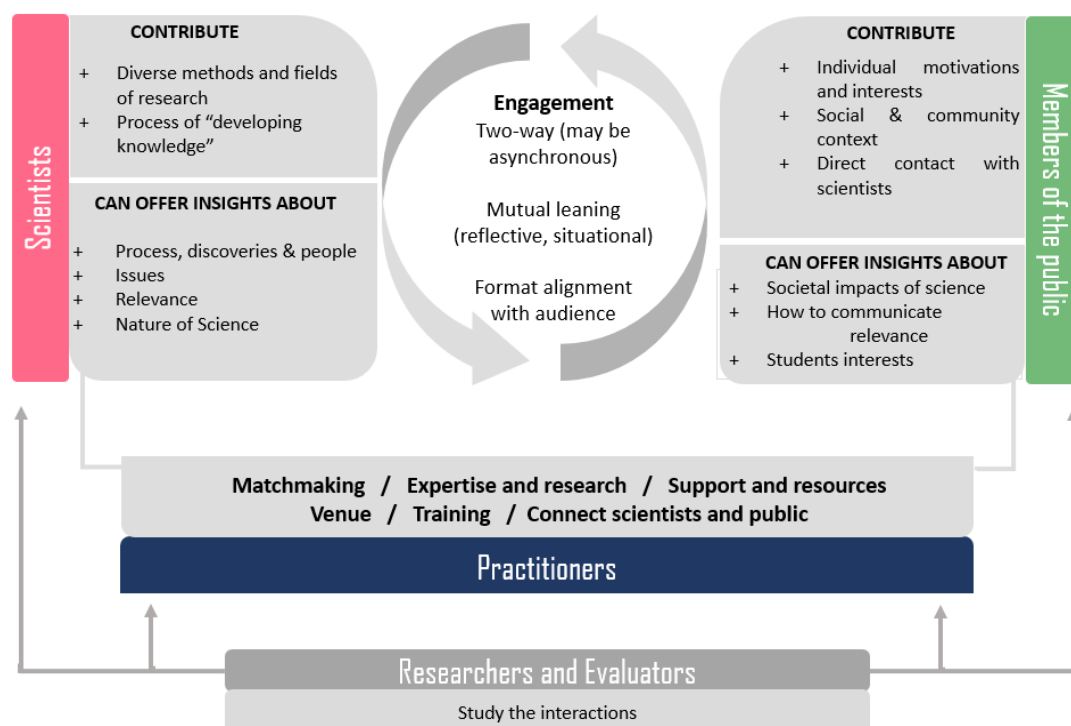 Scientists
CONTRIBUTE
+ Diverse methods and fields
of research
+ Process of “developing
knowledge”
CAN OFFER INSIGHTS ABOUT
+ Process, discoveries & people
+ Issues
+ Relevance
+ Nature of Science
Engagement
Two-way (may be
asynchronous)
Mutual leaning
(reflective, situational)
Format alignment
with audience
CONTRIBUTE
+ Individual motivations
and interests
+ Social & community
context
+ Direct contact with
scientists
CAN OFFER INSIGHTS ABOUT
+ Societal impacts of science
+ How to communicate
relevance
+ Students interests
Members of the public
Matchmaking / Expertise and research / Support and resources
Venue / Training / Connect scientists and public
Practitioners
Researchers and Evaluators
Study the interactions